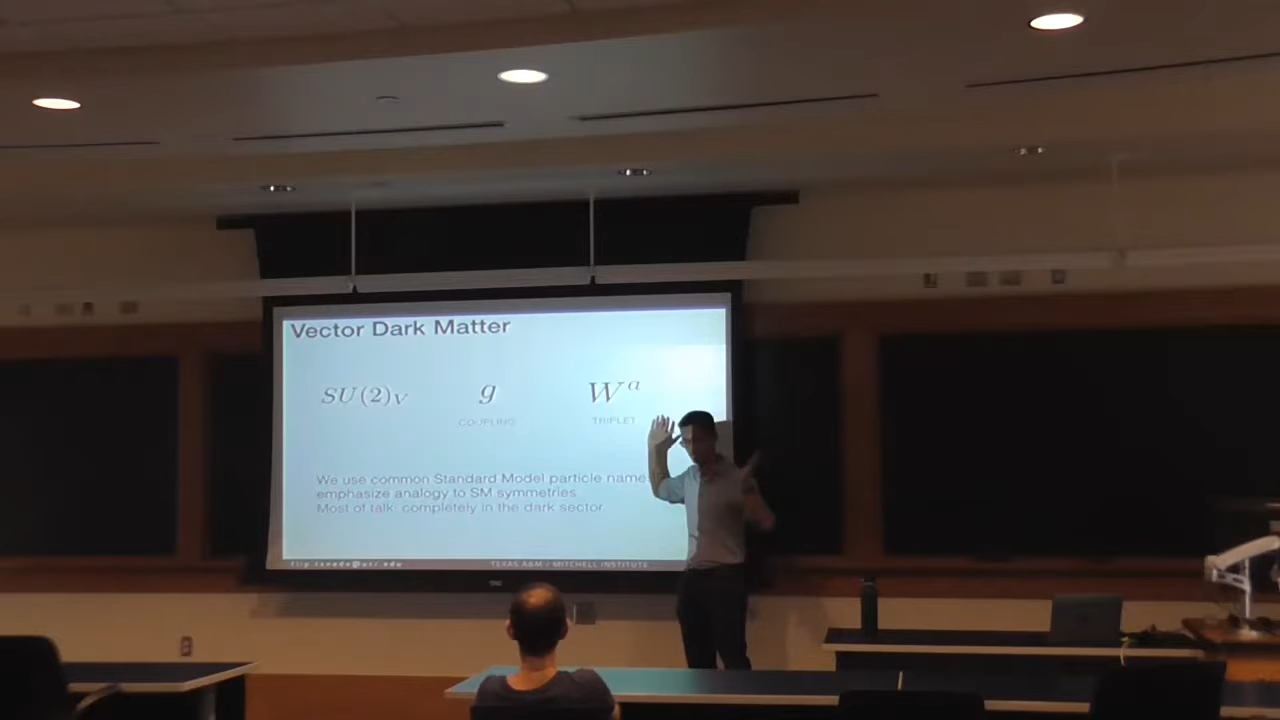 Vector Dark Matter
SU(2)V g W^a
COUPLING TRIPLET
We use common Standard Model particle name
emphasize analogy to SM symmetries
Most of talk: completely in the dark sector.
TEXAS A&M / MITCHELL INSTITUTE